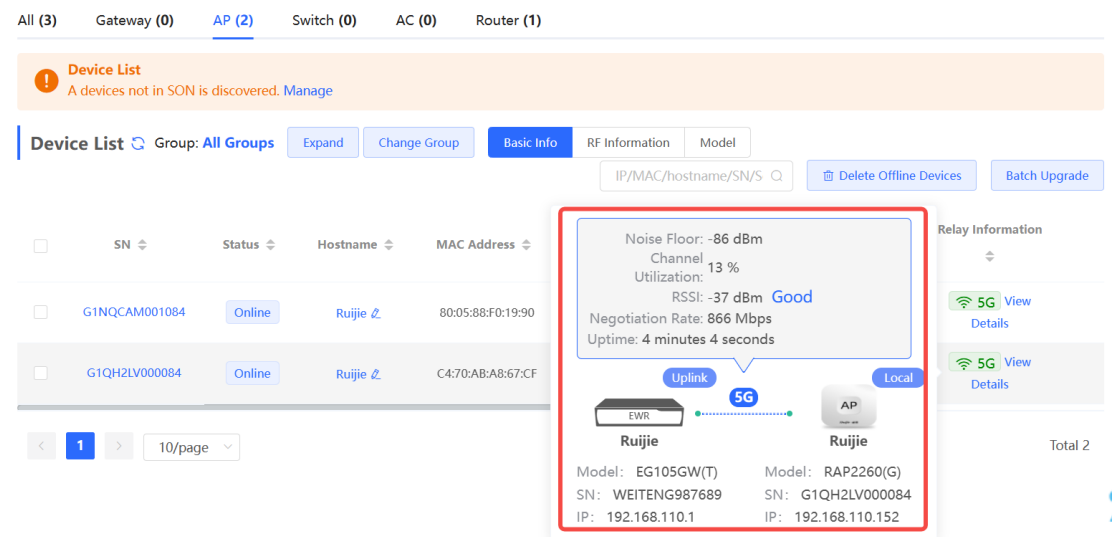 All (3) Gateway (0) AP (2) Switch (0) AC (0) Router (1)
Device List
A devices not in SON is discovered. Manage
Device List Group: All Groups Expand Change Group Basic Info RF Information Model
IP/MAC/hostname/SN/S Delete Offline Devices Batch Upgrade
SN Status Hostname MAC Address
Relay Information
G1NQCAM001084 Online Ruijie 80:05:88:F0:19:90
5G View
Details
G1QH2LV000084 Online Ruijie C4:70:AB:A8:67:CF
5G View
Details
Noise Floor: -86 dBm
Channel
Utilization: 13 %
RSSI: -37 dBm Good
Negotiation Rate: 866 Mbps
Uptime: 4 minutes 4 seconds
Uplink 5G Local
EWR AP
Ruijie Ruijie
Model: EG105GW(T) Model: RAP2260(G)
SN: WEITENG987689 SN: G1QH2LV000084
IP: 192.168.110.1 IP: 192.168.110.152
1 10/page Total 2